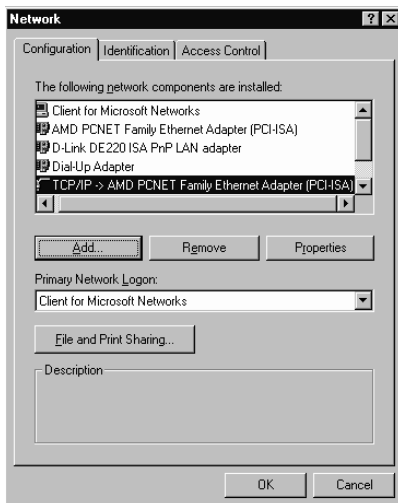 Network
Configuration Identification Access Control
The following network components are installed:
Client for Microsoft Networks
AMD PCNET Family Ethernet Adapter (PCI-ISA)
D-Link DE220 ISA PnP LAN adapter
Dial-Up Adapter
TCP/IP -> AMD PCNET Family Ethernet Adapter (PCI-ISA)
Add... Remove Properties
Primary Network Logon:
Client for Microsoft Networks
File and Print Sharing...
Description
OK Cancel